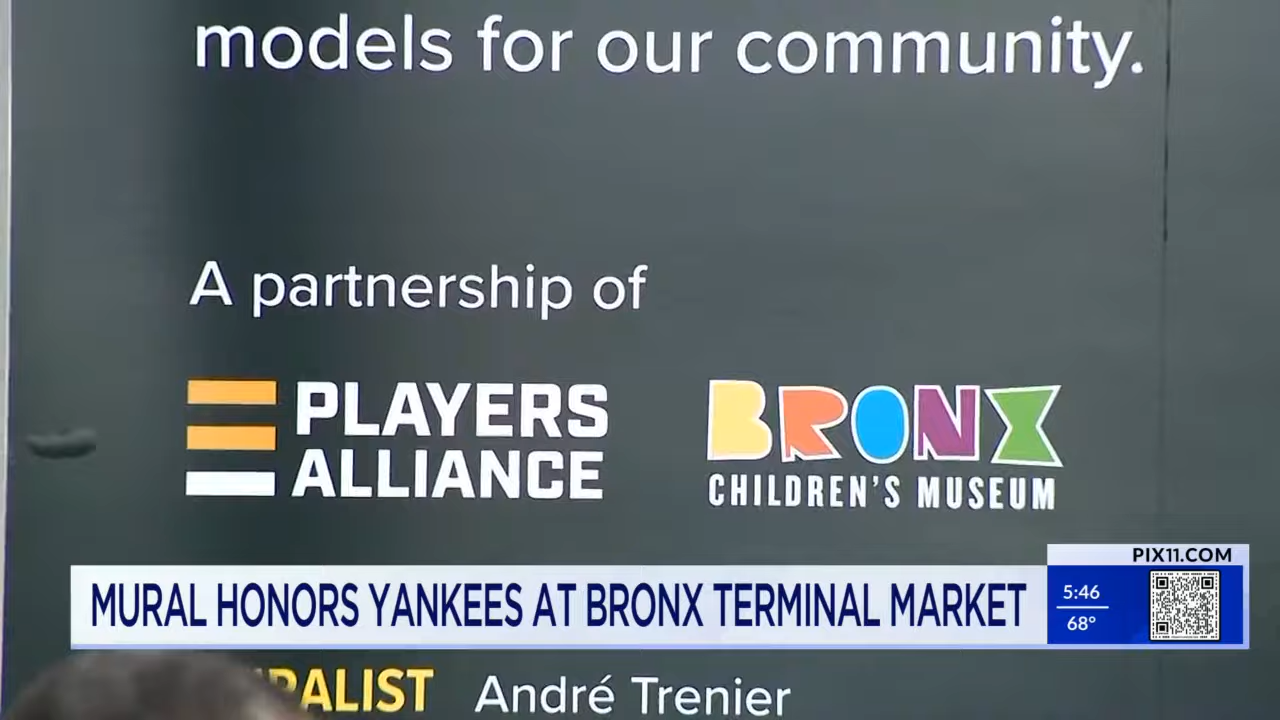 models for our community.
A partnership of
PLAYERS
ALLIANCE
BRONX
CHILDREN'S MUSEUM
PIX11.COM
MURAL HONORS YANKEES AT BRONX TERMINAL MARKET
5:46
68°
André Trenier